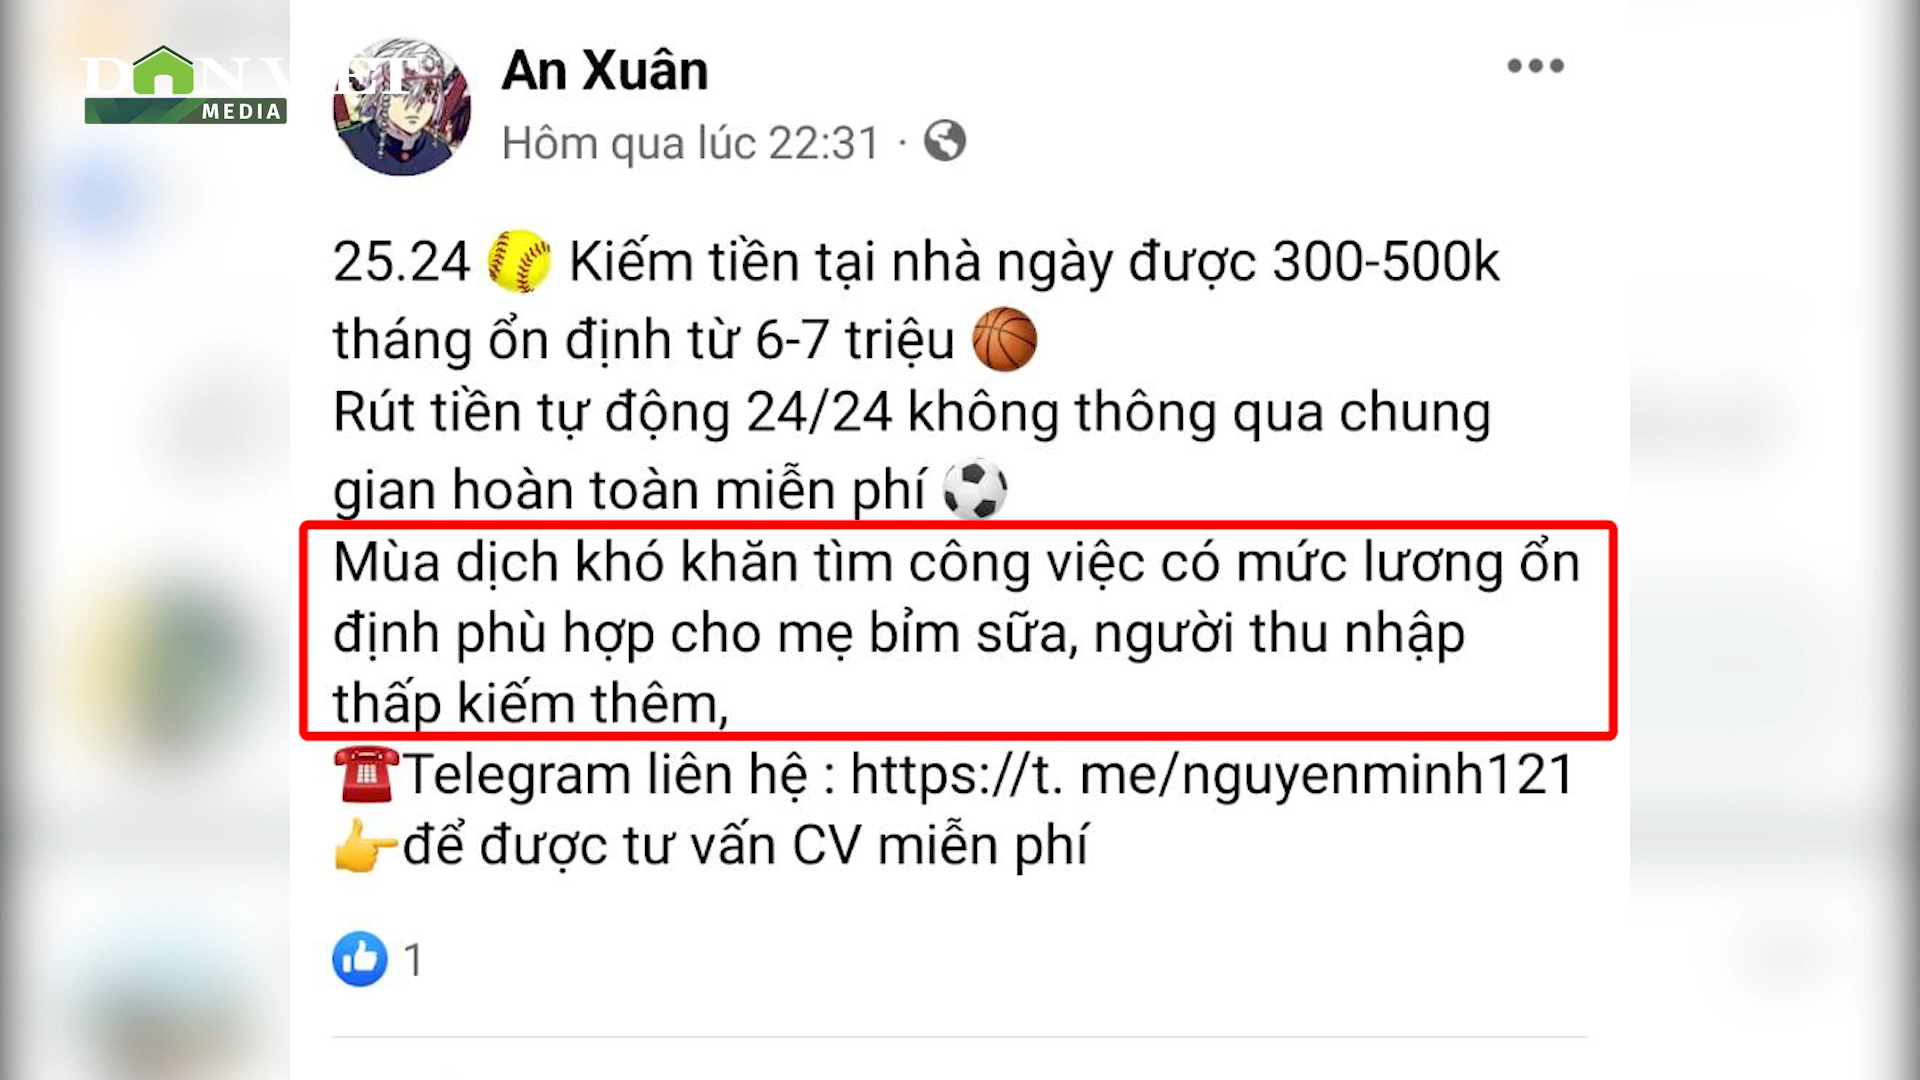 DÂN VIỆT
MEDIA
An Xuân
Hôm qua lúc 22:31 ·
25.24 Kiếm tiền tại nhà ngày được 300-500k
tháng ổn định từ 6-7 triệu
Rút tiền tự động 24/24 không thông qua chung
gian hoàn toàn miễn phí
Mùa dịch khó khăn tìm công việc có mức lương ổn
định phù hợp cho mẹ bỉm sữa, người thu nhập
thấp kiếm thêm,
Telegram liên hệ : https://t. me/nguyenminh121
để được tư vấn CV miễn phí
1